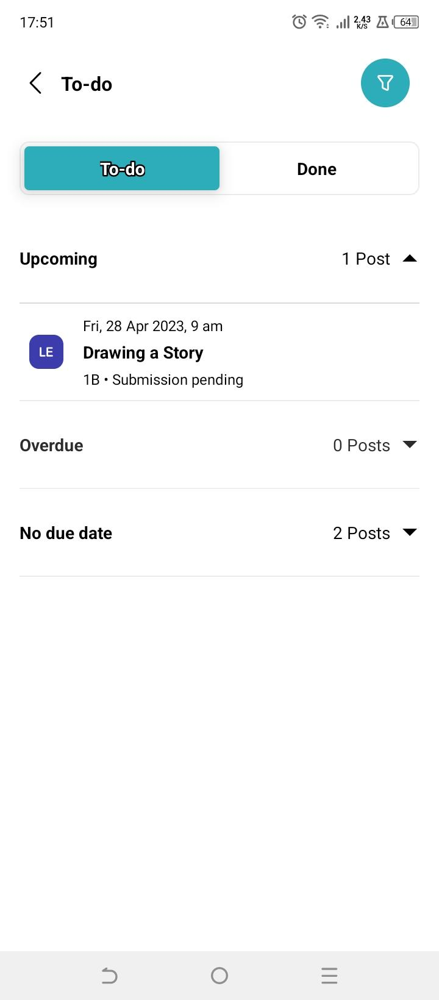 17:51
2.43
K/S
64
To-do
To-do
Done
Upcoming
1 Post
LE
Fri, 28 Apr 2023, 9 am
Drawing a Story
1B • Submission pending
Overdue
0 Posts
No due date
2 Posts